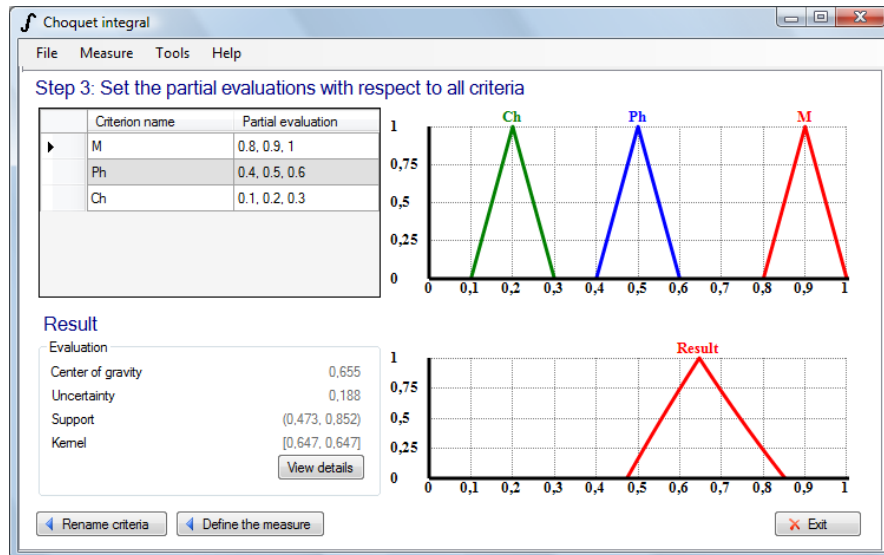 Choquet integral
File Measure Tools Help
Step 3: Set the partial evaluations with respect to all criteria
Criterion name Partial evaluation
M 0.8, 0.9, 1
Ph 0.4, 0.5, 0.6
Ch 0.1, 0.2, 0.3
Ch Ph M
1
0,75
0,5
0,25
0
0 0,1 0,2 0,3 0,4 0,5 0,6 0,7 0,8 0,9 1
Result
Evaluation
Center of gravity 0,655
Uncertainty 0,188
Support (0,473, 0,852)
Kernel [0,647, 0,647]
View details
Result
1
0,75
0,5
0,25
0
0 0,1 0,2 0,3 0,4 0,5 0,6 0,7 0,8 0,9 1
Rename criteria Define the measure Exit